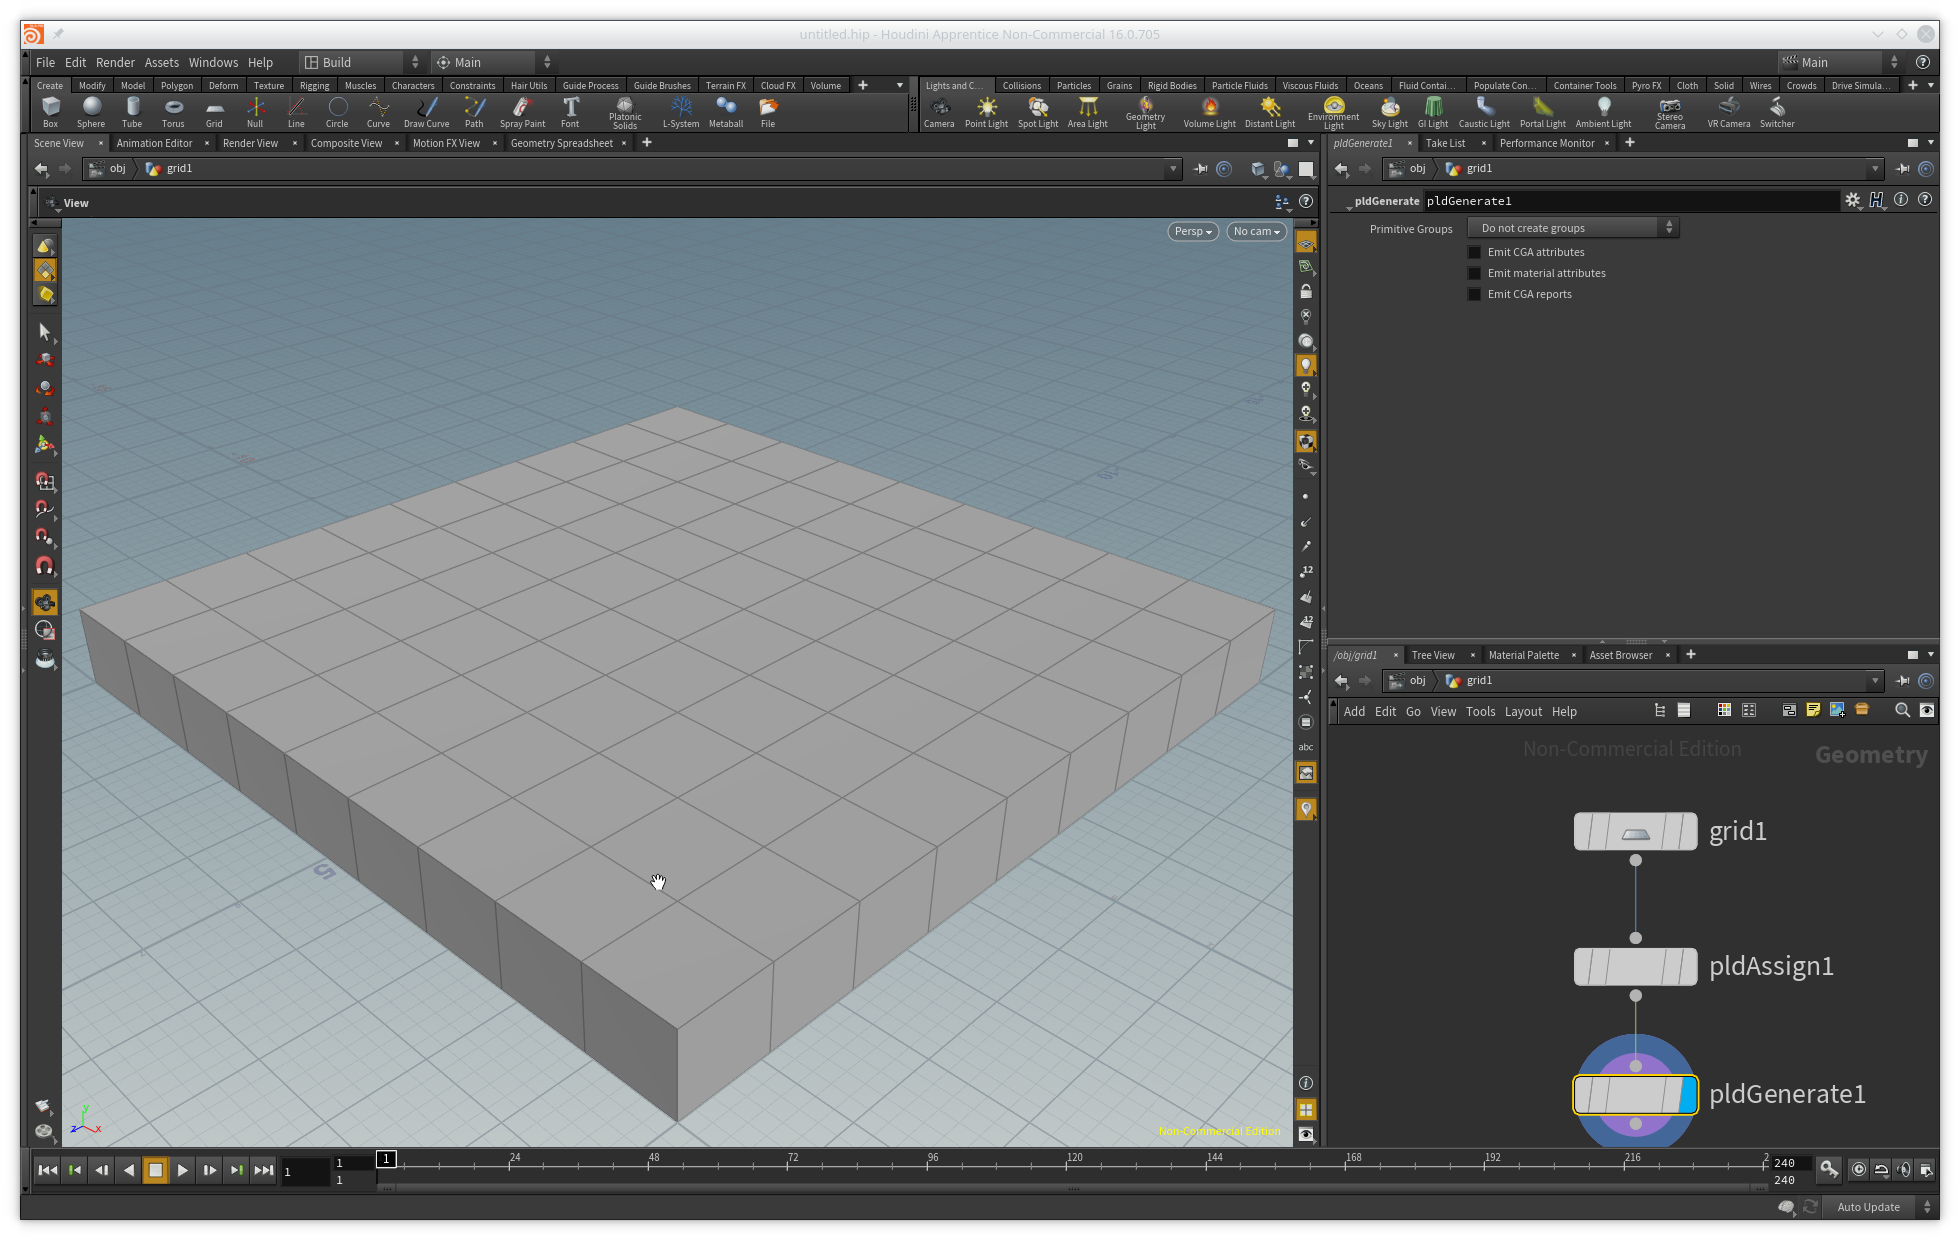 untitled.hip - Houdini Apprentice Non-Commercial 16.0.705
File Edit Render Assets Windows Help Build Main Main
Create Modify Model Polygon Deform Texture Rigging Muscles Characters Constraints Hair Utils Guide Process Guide Brushes Terrain FX Cloud FX Volume
Lights and C... Collisions Particles Grains Rigid Bodies Particle Fluids Viscous Fluids Oceans Fluid Contai... Populate Con... Container Tools Pyro FX Cloth Solid Wires Crowds Drive Simula...
Box Sphere Tube Torus Grid Null Line Circle Curve Draw Curve Path Spray Paint Font Platonic Solids L-System Metaball File
Camera Point Light Spot Light Area Light Geometry Light Volume Light Distant Light Environment Light Sky Light GI Light Caustic Light Portal Light Ambient Light Stereo Camera VR Camera Switcher
Scene View Animation Editor Render View Composite View Motion FX View Geometry Spreadsheet
pldGenerate1 Take List Performance Monitor
obj grid1
obj grid1
View
pldGenerate pldGenerate1
Persp No cam
Primitive Groups Do not create groups
Emit CGA attributes
Emit material attributes
Emit CGA reports
12
12
abc
5
/obj/grid1 Tree View Material Palette Asset Browser
obj grid1
Add Edit Go View Tools Layout Help
Non-Commercial Edition Geometry
grid1
pldAssign1
pldGenerate1
y
z x
Non-Commercial Edition
1 1 1 1 24 48 72 96 120 144 168 192 216 2 240
240
Auto Update